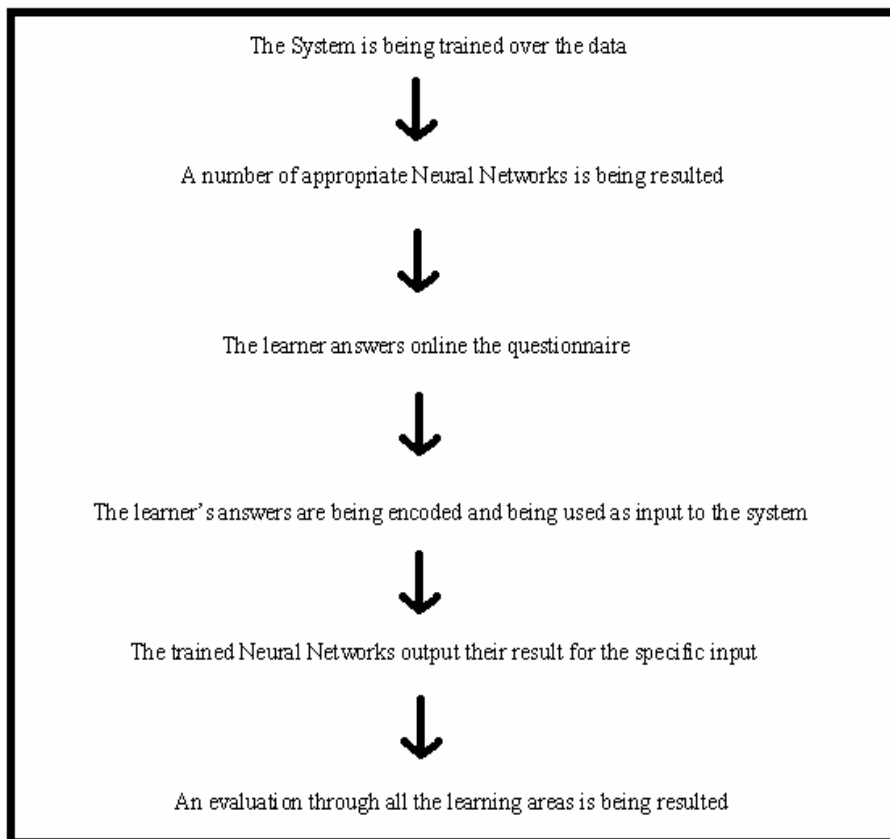 The System is being trained over the data
A number of appropriate Neural Networks is being resulted
The learner answers online the questionnaire
The learner's answers are being encoded and being used as input to the system
The trained Neural Networks output their result for the specific input
An evaluation through all the learning areas is being resulted